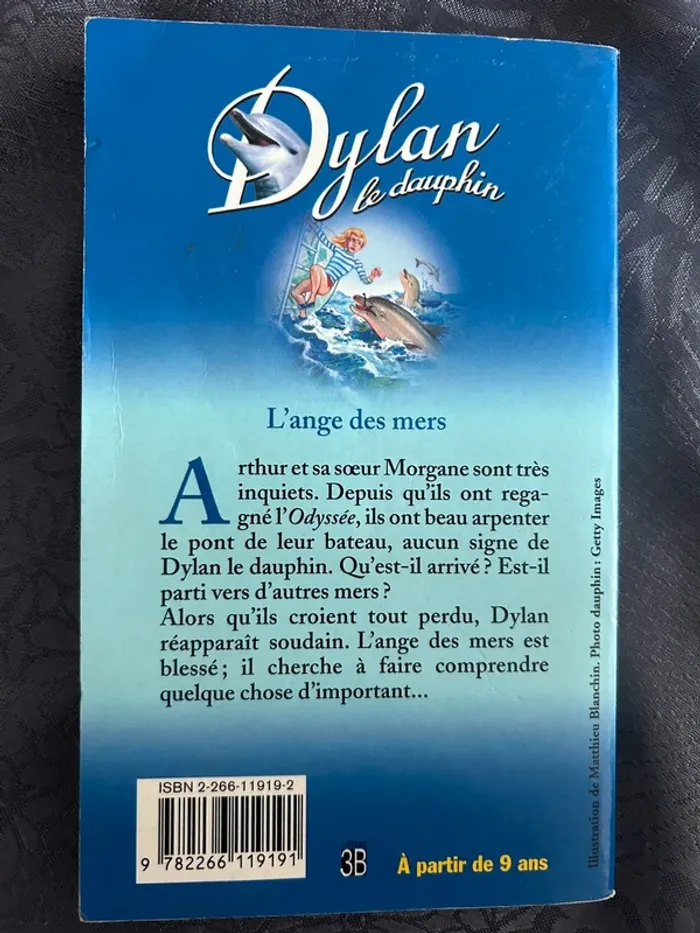 Dylan
le dauphin
L'ange des mers
Arthur et sa sœur Morgane sont très
inquiets. Depuis qu'ils ont rega-
gné l'Odyssée, ils ont beau arpenter
le pont de leur bateau, aucun signe de
Dylan le dauphin. Qu'est-il arrivé ? Est-il
parti vers d'autres mers ?
Alors qu'ils croient tout perdu, Dylan
réapparaît soudain. L'ange des mers est
blessé ; il cherche à faire comprendre
quelque chose d'important...
Illustration de Matthieu Blanchin. Photo dauphin : Getty Images
ISBN 2-266-11919-2
9 782266 119191
3B
À partir de 9 ans